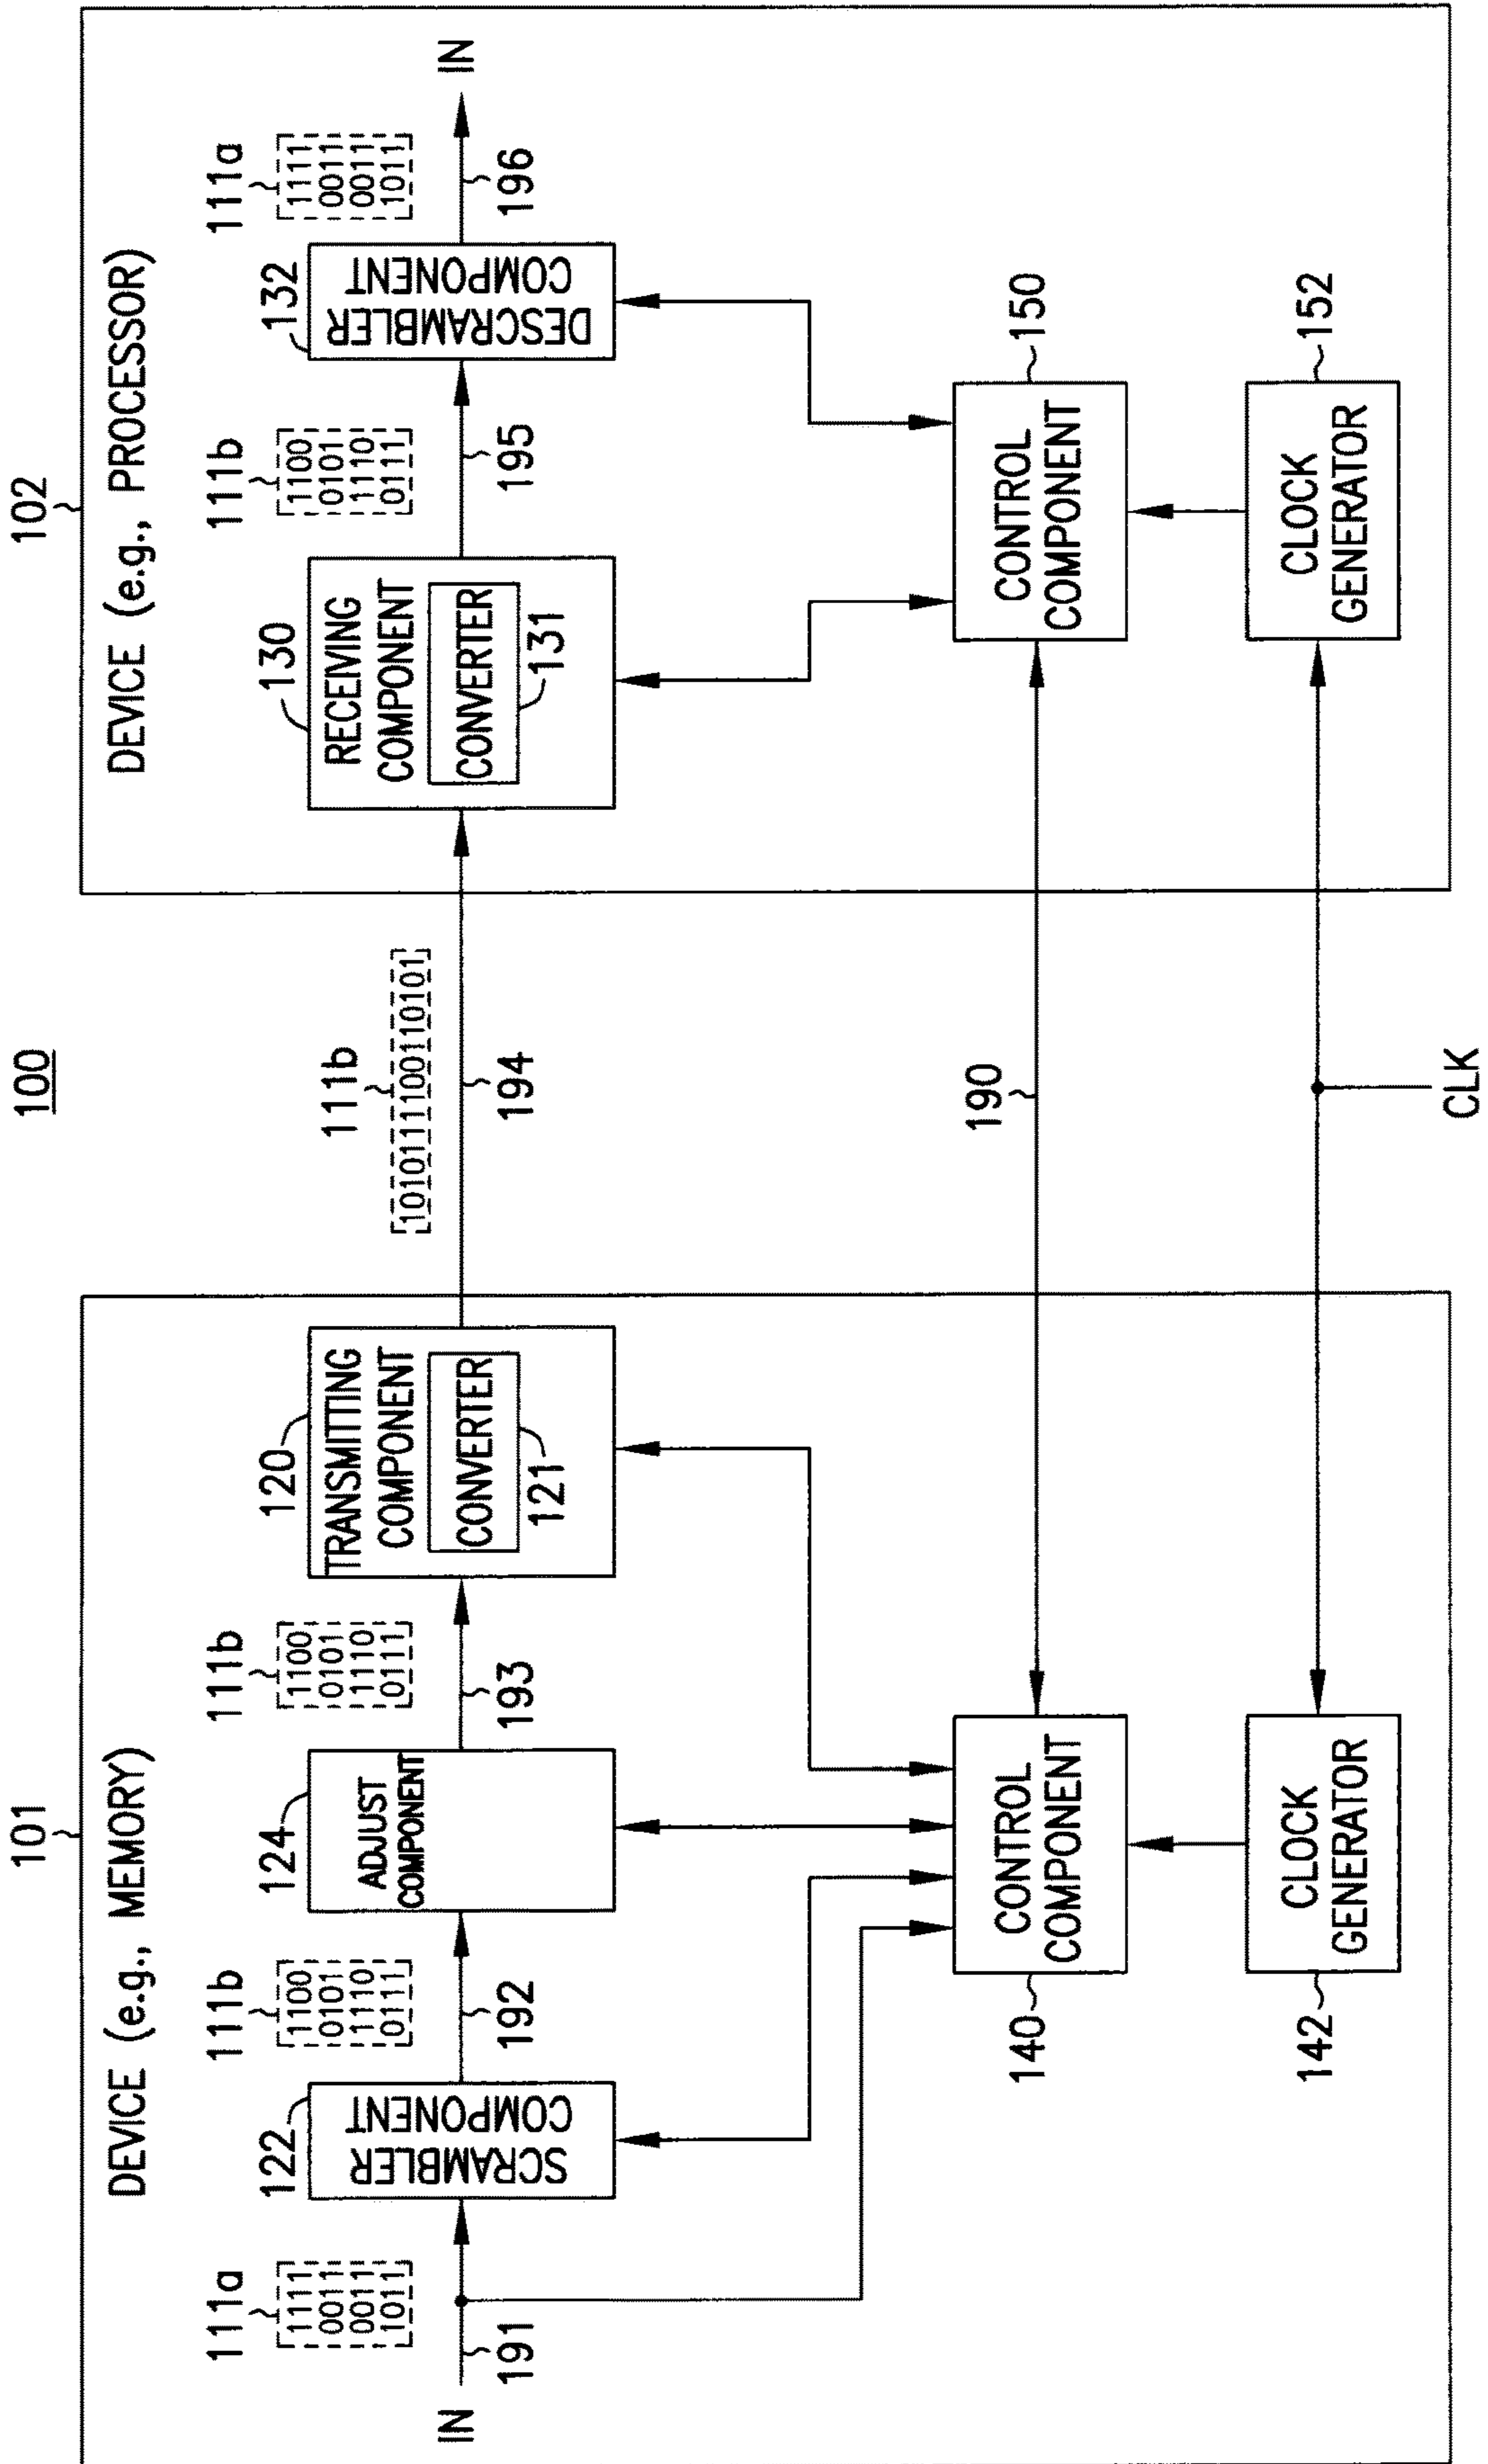 100
101
102
DEVICE (e.g., MEMORY)
DEVICE (e.g., PROCESSOR)
111a
1111
0011
0011
1011
111b
1100
0101
1110
0111
111b
1100
0101
1110
0111
111b
1010111100110101
111b
1100
0101
1110
0111
111a
1111
0011
0011
1011
122
124
120
130
132
IN
191
SCRAMBLER
COMPONENT
192
ADJUST
COMPONENT
193
TRANSMITTING
COMPONENT
CONVERTER
121
194
RECEIVING
COMPONENT
CONVERTER
131
195
DESCRAMBLER
COMPONENT
196
IN
140
CONTROL
COMPONENT
190
CONTROL
COMPONENT
150
142
CLOCK
GENERATOR
CLOCK
GENERATOR
152
CLK